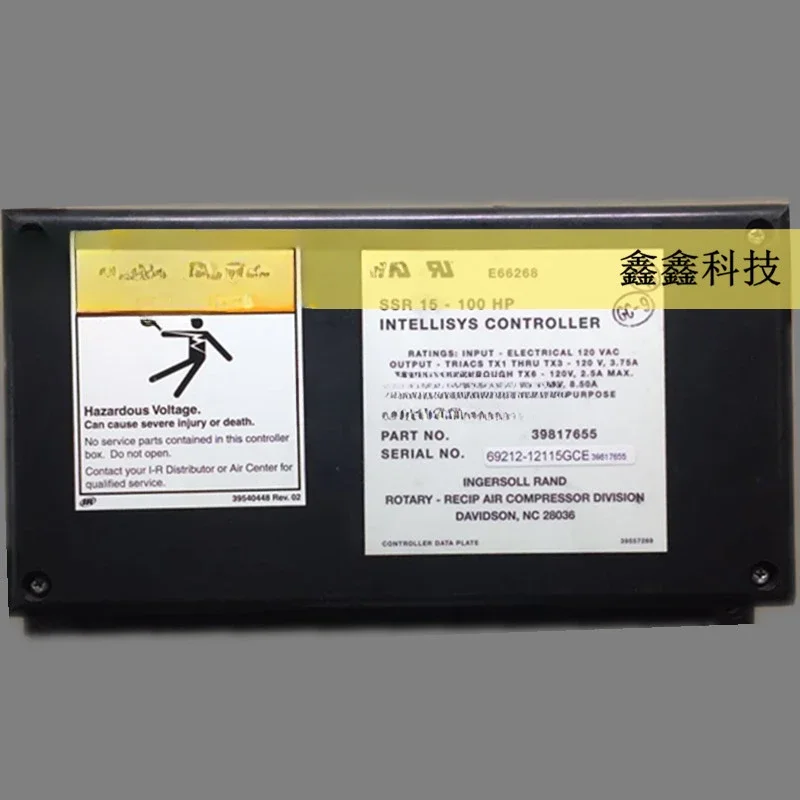 鑫鑫科技
E66268
SSR 15 - 100 HP
GC-9
INTELLISYS CONTROLLER
RATINGS: INPUT - ELECTRICAL 120 VAC
OUTPUT - TRIACS TX1 THRU TX3 - 120 V, 3.75A
TX6 - 120V, 2.5A MAX.
8.50A
PURPOSE
PART NO. 39817655
SERIAL NO. 69212-12115GCE 39817655
INGERSOLL RAND
ROTARY - RECIP AIR COMPRESSOR DIVISION
DAVIDSON, NC 28036
CONTROLLER DATA PLATE 39557269
Hazardous Voltage.
Can cause severe injury or death.
No service parts contained in this controller
box. Do not open.
Contact your I-R Distributor or Air Center for
qualified service.
IR 39540448 Rev. 02